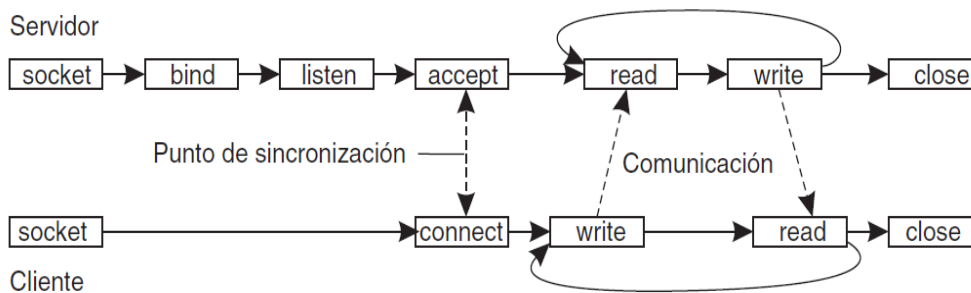 Servidor
socket bind listen accept read write close
Punto de sincronización Comunicación
socket connect write read close
Cliente